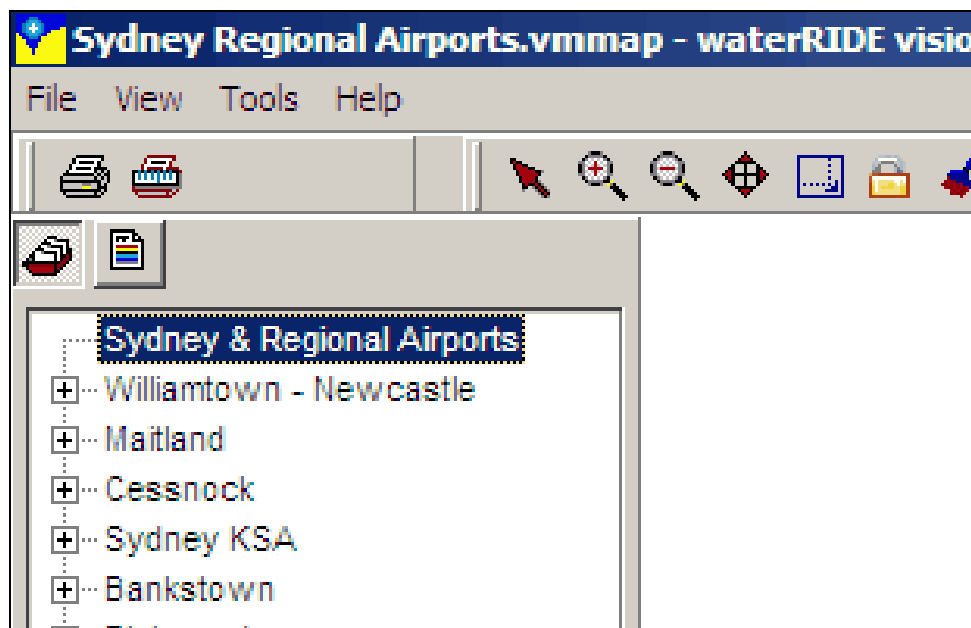 Sydney Regional Airports.vmmap - waterRIDE
File View Tools Help
Sydney & Regional Airports
Williamtown - Newcastle
Maitland
Cessnock
Sydney KSA
Bankstown